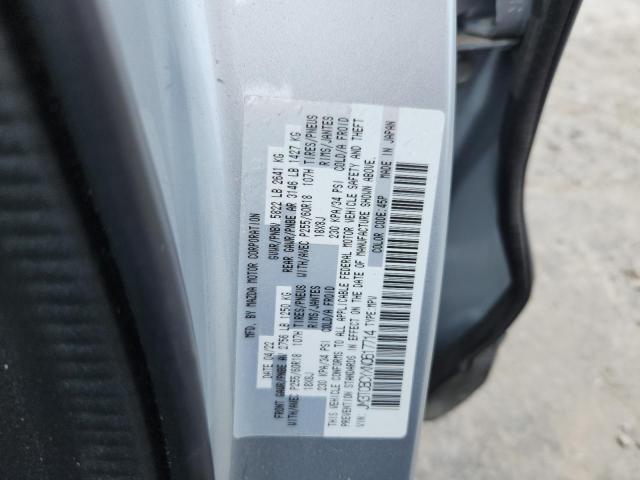 MFD. BY MAZDA MOTOR CORPORATION
DATE 04/22 GVWR/PNBV 5822 LB 2641 KG
FRONT GAWR/PNBE AV 2756 LB 1250 KG REAR GAWR/PNBE AR 3146 LB 1427 KG
WITH/AVEC P255/60R18 107H TIRES/PNEUS WITH/AVEC P255/60R18 107H TIRES/PNEUS
18X8J RIMS/JANTES 18X8J RIMS/JANTES
230 KPA/34 PSI COLD/A FROID 230 KPA/34 PSI COLD/A FROID
THIS VEHICLE CONFORMS TO ALL APPLICABLE FEDERAL MOTOR VEHICLE SAFETY AND THEFT
PREVENTION STANDARDS IN EFFECT ON THE DATE OF MANUFACTURE SHOWN ABOVE.
VIN: JM3TCBCY4N0617714 TYPE:MPV COLOR CODE:45P MADE IN JAPAN